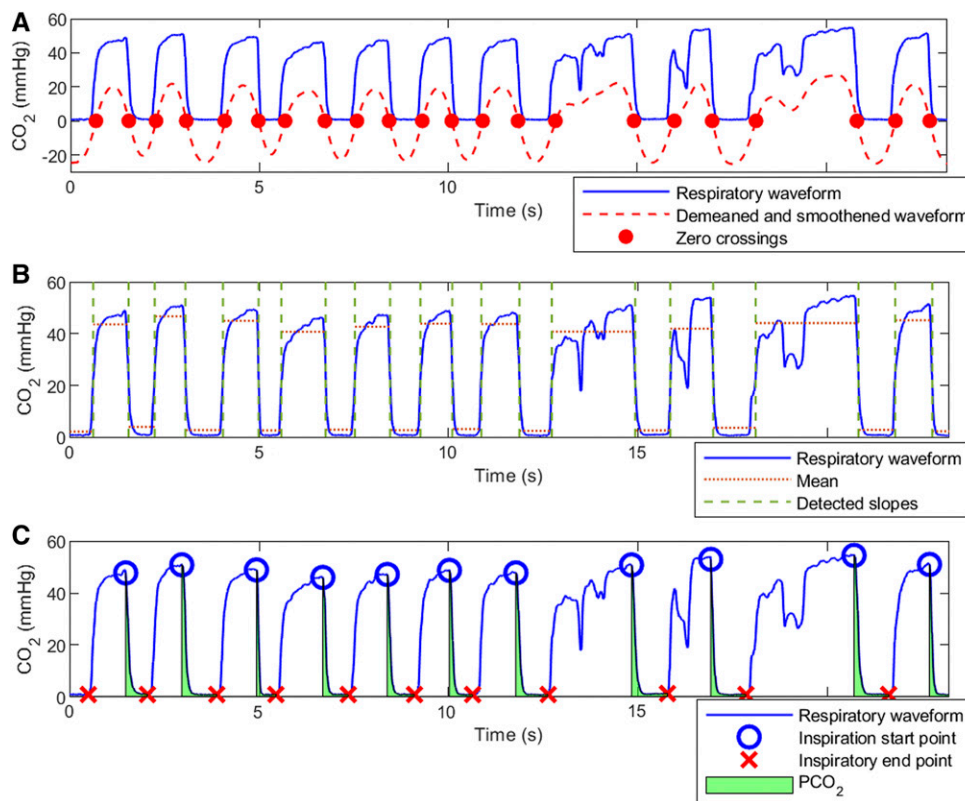 A
60
40
20
0
-20
CO2 (mmHg)
0
5
10
Time (s)
Respiratory waveform
Demeaned and smoothened waveform
Zero crossings
B
60
40
20
0
CO2 (mmHg)
0
5
10
15
Time (s)
Respiratory waveform
Mean
Detected slopes
C
60
40
20
0
CO2 (mmHg)
0
5
10
15
Time (s)
Respiratory waveform
Inspiration start point
Inspiratory end point
PCO2